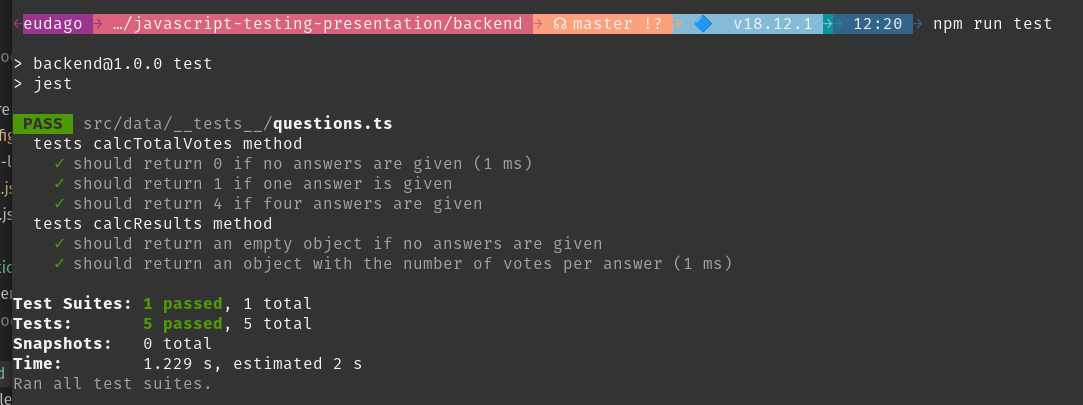 eudago …/javascript-testing-presentation/backend master !? v18.12.1 12:20 npm run test
> backend@1.0.0 test
> jest
PASS src/data/__tests__/questions.ts
tests calcTotalVotes method
✓ should return 0 if no answers are given (1 ms)
✓ should return 1 if one answer is given
✓ should return 4 if four answers are given
tests calcResults method
✓ should return an empty object if no answers are given
✓ should return an object with the number of votes per answer (1 ms)
Test Suites: 1 passed, 1 total
Tests: 5 passed, 5 total
Snapshots: 0 total
Time: 1.229 s, estimated 2 s
Ran all test suites.